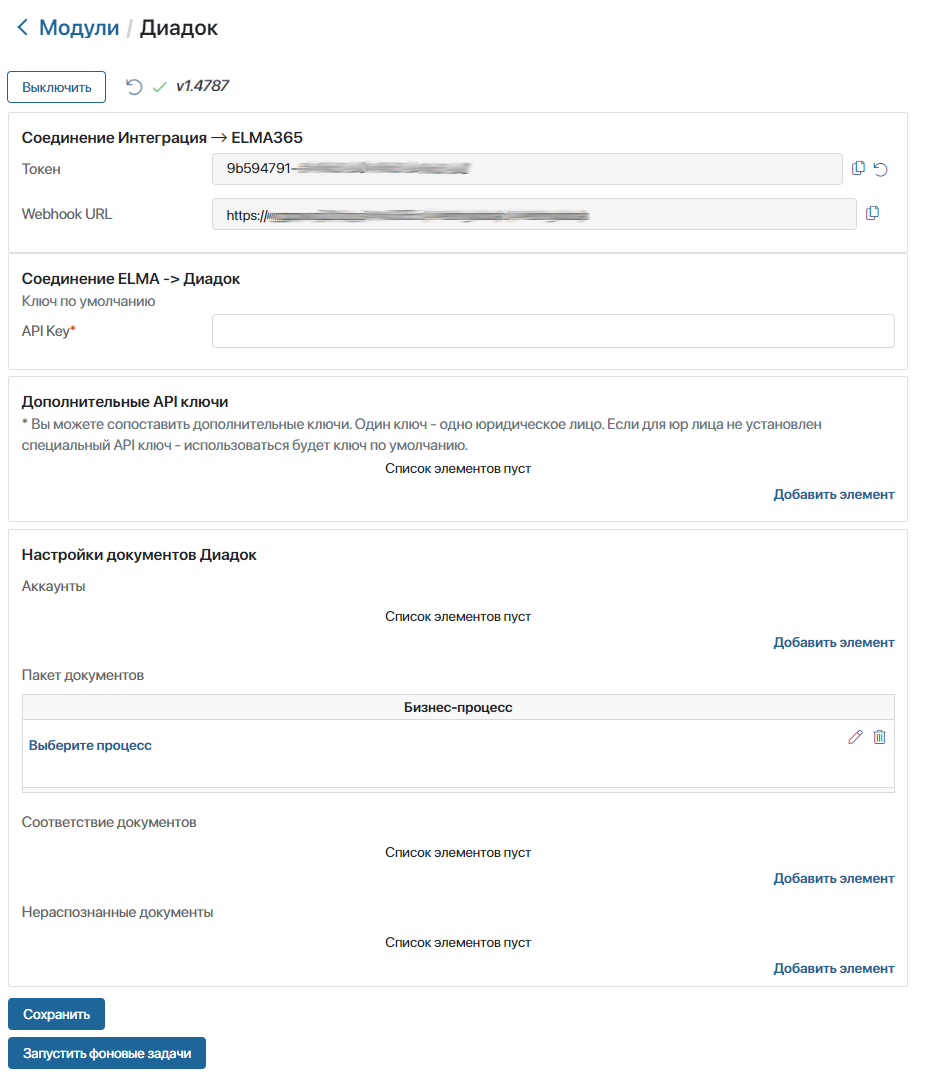 Модули / Диадок
Выключить v1.4787
Соединение Интеграция → ELMA365
Токен 9b594791-
Webhook URL https://
Соединение ELMA -> Диадок
Ключ по умолчанию
API Key*
Дополнительные API ключи
* Вы можете сопоставить дополнительные ключи. Один ключ - одно юридическое лицо. Если для юр лица не установлен
специальный API ключ - использоваться будет ключ по умолчанию.
Список элементов пуст
Добавить элемент
Настройки документов Диадок
Аккаунты
Список элементов пуст
Добавить элемент
Пакет документов
Бизнес-процесс
Выберите процесс
Соответствие документов
Список элементов пуст
Добавить элемент
Нераспознанные документы
Список элементов пуст
Добавить элемент
Сохранить
Запустить фоновые задачи